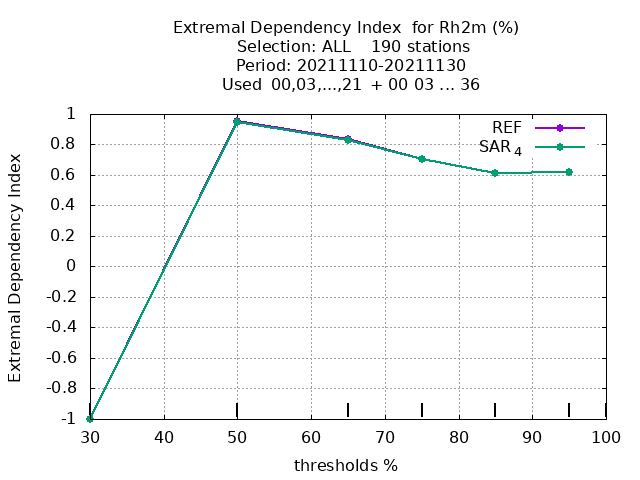 Extremal Dependency Index  for Rh2m (%)
Selection: ALL    190 stations
Period: 20211110-20211130
Used  00,03,...,21  + 00 03 ... 36
REF
SAR 4
1
0.8
0.6
0.4
0.2
0
-0.2
-0.4
-0.6
-0.8
-1
Extremal Dependency Index
30 40 50 60 70 80 90 100
thresholds %